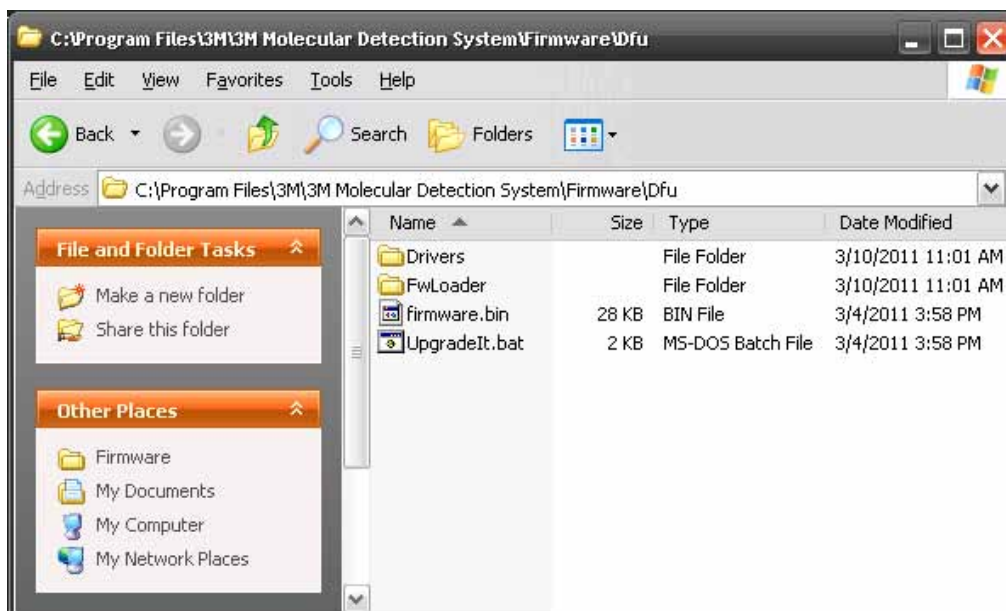 C:\Program Files\3M\3M Molecular Detection System\Firmware\Dfu
File Edit View Favorites Tools Help
Back Search Folders
Address C:\Program Files\3M\3M Molecular Detection System\Firmware\Dfu
File and Folder Tasks
Make a new folder
Share this folder
Other Places
Firmware
My Documents
My Computer
My Network Places
Name Size Type Date Modified
Drivers File Folder 3/10/2011 11:01 AM
FwLoader File Folder 3/10/2011 11:01 AM
firmware.bin 28 KB BIN File 3/4/2011 3:58 PM
UpgradeIt.bat 2 KB MS-DOS Batch File 3/4/2011 3:58 PM